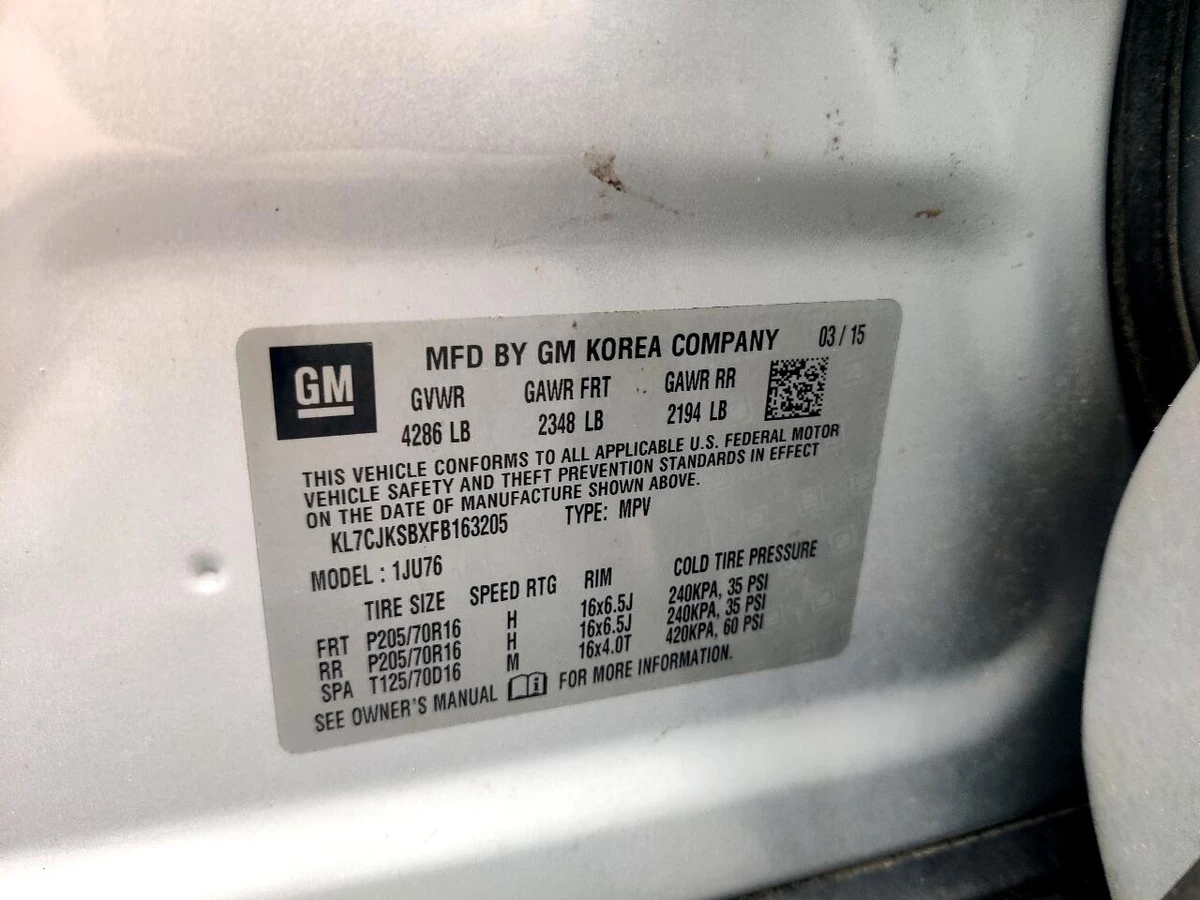 GM
MFD BY GM KOREA COMPANY 03 / 15
GVWR GAWR FRT GAWR RR
4286 LB 2348 LB 2194 LB
THIS VEHICLE CONFORMS TO ALL APPLICABLE U.S. FEDERAL MOTOR
VEHICLE SAFETY AND THEFT PREVENTION STANDARDS IN EFFECT
ON THE DATE OF MANUFACTURE SHOWN ABOVE.
KL7CJKSBXFB163205 TYPE: MPV
MODEL : 1JU76
TIRE SIZE SPEED RTG RIM COLD TIRE PRESSURE
FRT P205/70R16 H 16x6.5J 240KPA, 35 PSI
RR P205/70R16 H 16x6.5J 240KPA, 35 PSI
SPA T125/70D16 M 16x4.0T 420KPA, 60 PSI
SEE OWNER'S MANUAL FOR MORE INFORMATION.